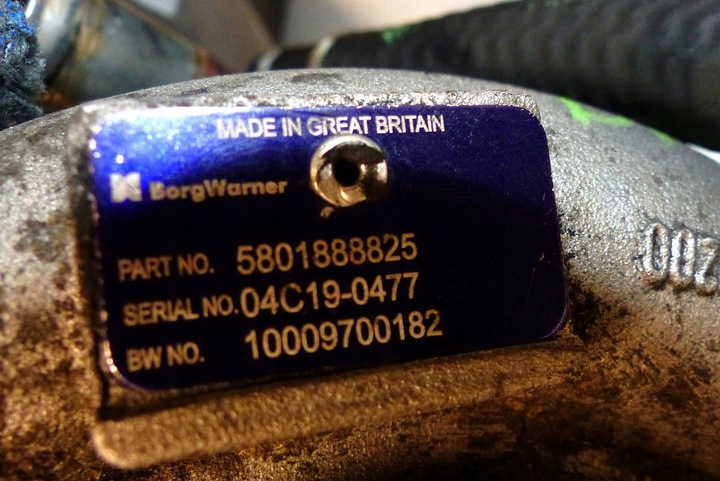 MADE IN GREAT BRITAIN
BorgWarner
PART NO. 5801888825
SERIAL NO. 04C19-0477
BW NO. 10009700182